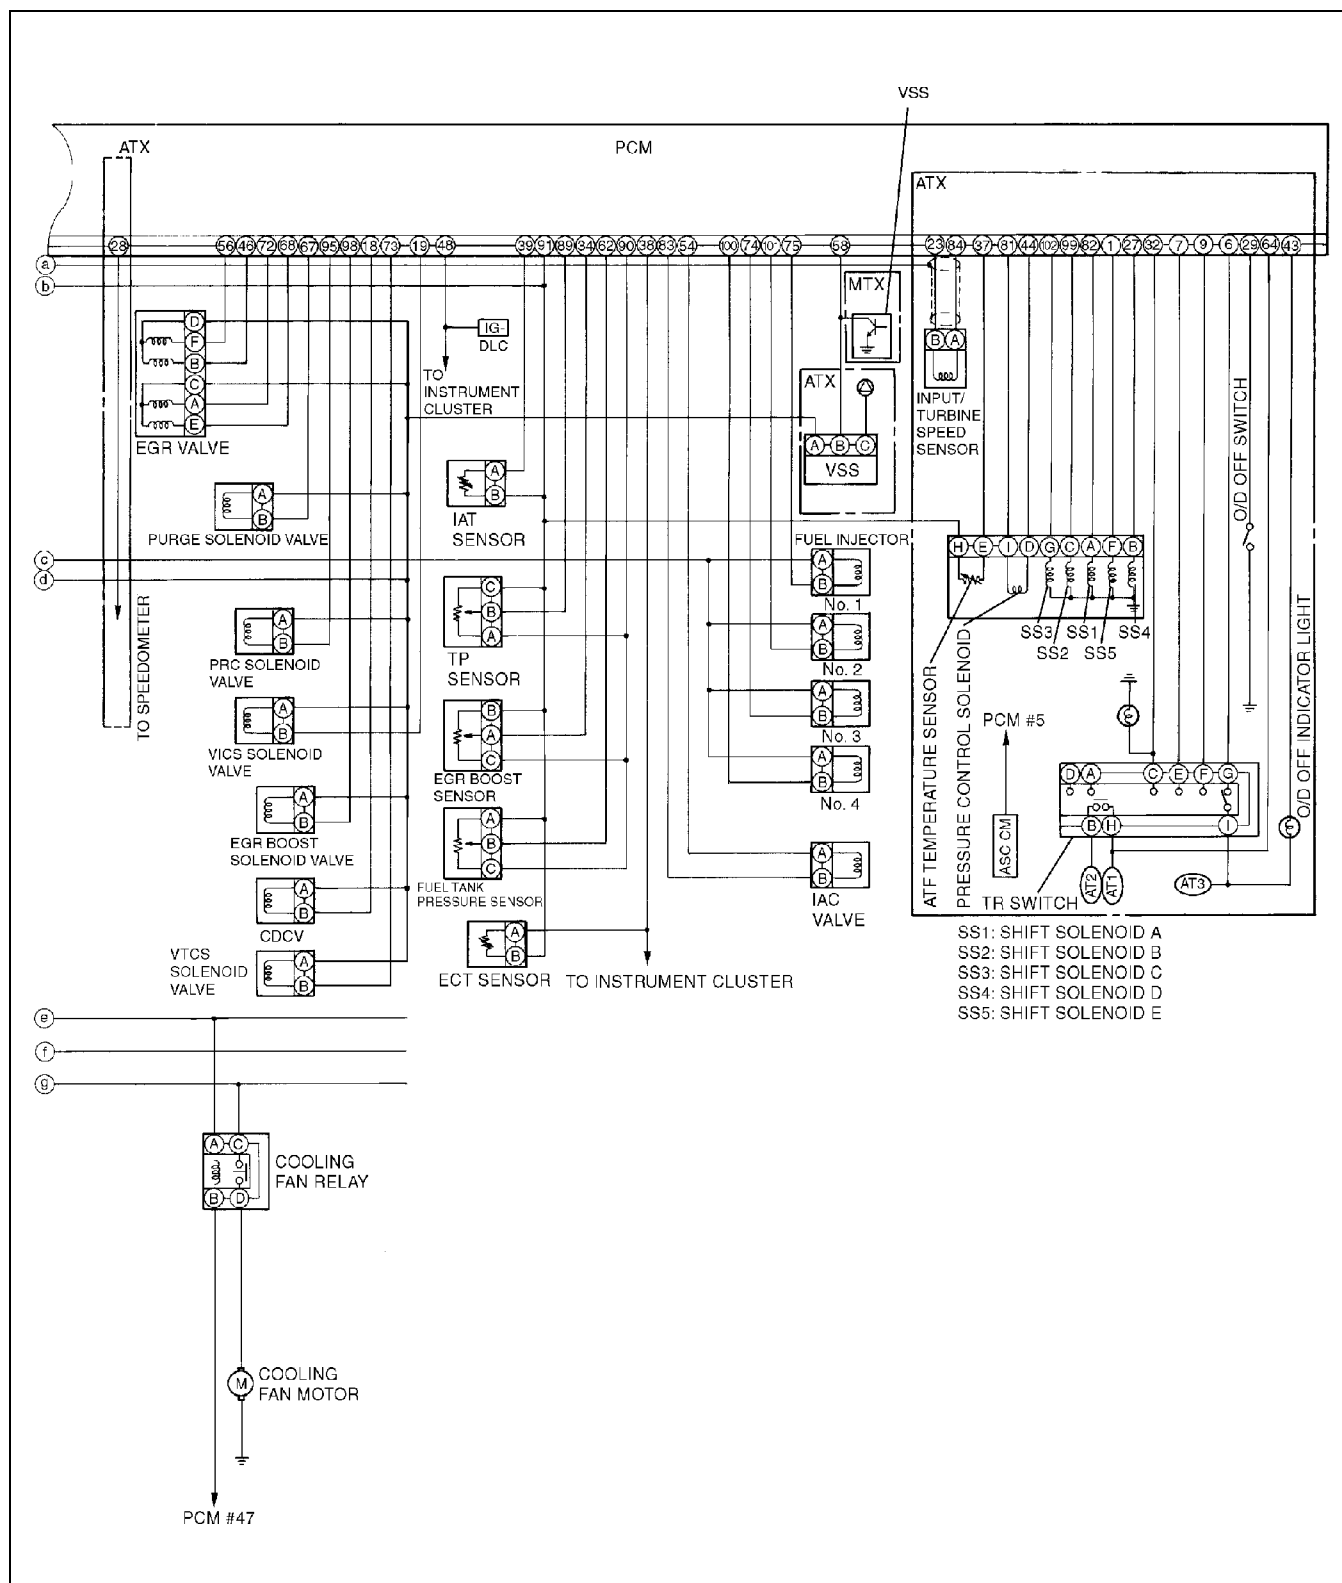 VSS
ATX
PCM
ATX
28 56 46 72 68 67 95 98 18 73 19 48 39 91 89 34 62 90 38 83 54 100 74 101 75 58 23 84 37 81 44 102 99 82 1 27 32 7 9 6 29 64 43
a
b
MTX
D
F
B
C
A
E
EGR VALVE
IG-
DLC
TO
INSTRUMENT
CLUSTER
ATX
A B C
VSS
B A
INPUT/
TURBINE
SPEED
SENSOR
O/D OFF SWITCH
A
B
PURGE SOLENOID VALVE
A
B
IAT
SENSOR
c
d
FUEL INJECTOR
A
B
No. 1
A
B
No. 2
A
B
No. 3
A
B
No. 4
H E I D G C A F B
SS3 SS1 SS4
SS2 SS5
ATF TEMPERATURE SENSOR
PRESSURE CONTROL SOLENOID
O/D OFF INDICATOR LIGHT
TO SPEEDOMETER
A
B
PRC SOLENOID
VALVE
C
B
A
TP
SENSOR
A
B
VICS SOLENOID
VALVE
B
A
C
EGR BOOST
SENSOR
PCM #5
ASC CM
D A C E F G
B H I
AT2
AT1
AT3
TR SWITCH
A
B
EGR BOOST
SOLENOID VALVE
A
B
C
FUEL TANK
PRESSURE SENSOR
A
B
IAC
VALVE
A
B
CDCV
A
B
ECT SENSOR
TO INSTRUMENT CLUSTER
VTCS
SOLENOID
VALVE
A
B
SS1: SHIFT SOLENOID A
SS2: SHIFT SOLENOID B
SS3: SHIFT SOLENOID C
SS4: SHIFT SOLENOID D
SS5: SHIFT SOLENOID E
e
f
g
A C
B D
COOLING
FAN RELAY
M
COOLING
FAN MOTOR
PCM #47